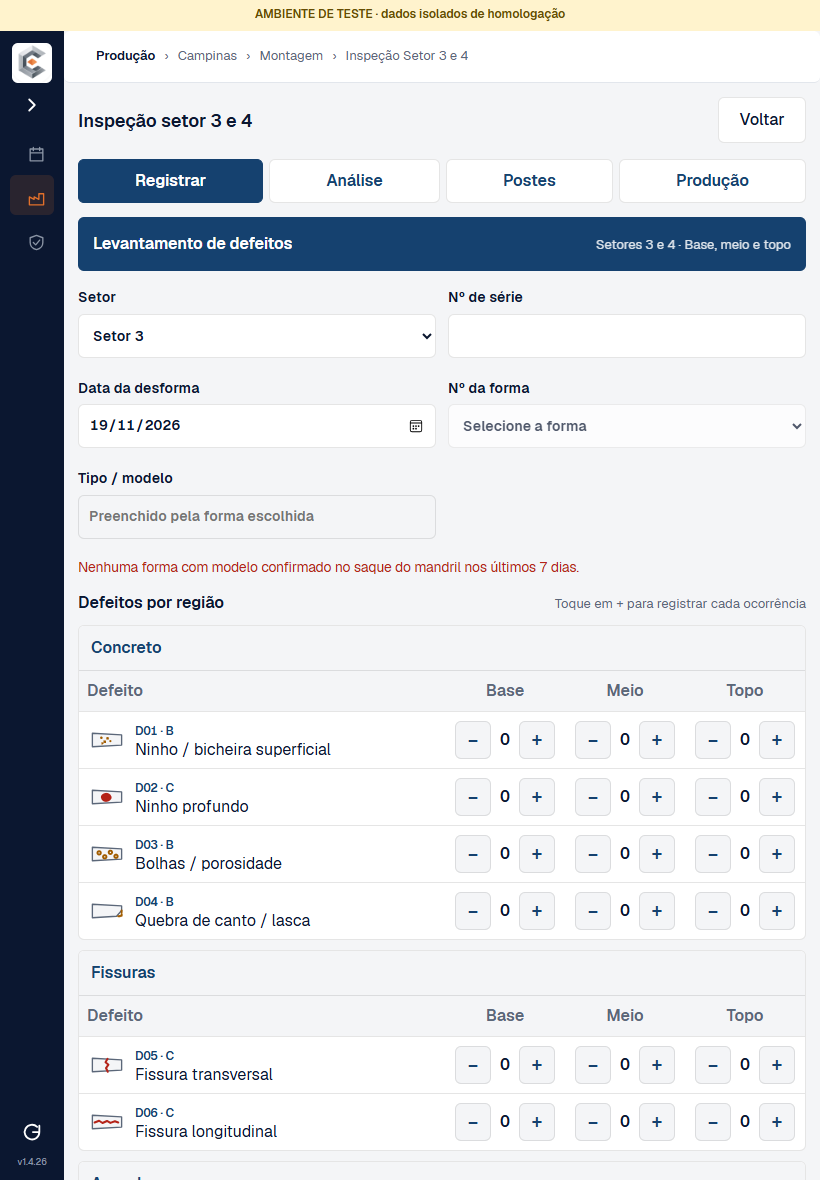 AMBIENTE DE TESTE · dados isolados de homologação
Produção › Campinas › Montagem › Inspeção Setor 3 e 4
Inspeção setor 3 e 4
Voltar
Registrar
Análise
Postes
Produção
Levantamento de defeitos
Setores 3 e 4 · Base, meio e topo
Setor
Nº de série
Setor 3
Data da desforma
Nº da forma
19/11/2026
Selecione a forma
Tipo / modelo
Preenchido pela forma escolhida
Nenhuma forma com modelo confirmado no saque do mandril nos últimos 7 dias.
Defeitos por região
Toque em + para registrar cada ocorrência
Concreto
Defeito Base Meio Topo
D01 · B
Ninho / bicheira superficial
− 0 + − 0 + − 0 +
D02 · C
Ninho profundo
− 0 + − 0 + − 0 +
D03 · B
Bolhas / porosidade
− 0 + − 0 + − 0 +
D04 · B
Quebra de canto / lasca
− 0 + − 0 + − 0 +
Fissuras
Defeito Base Meio Topo
D05 · C
Fissura transversal
− 0 + − 0 + − 0 +
D06 · C
Fissura longitudinal
− 0 + − 0 + − 0 +
v1.4.26